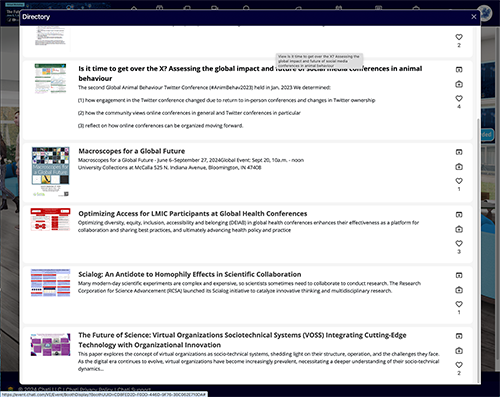 Directory
2
View Is it time to get over the X? Assessing the
global impact and future of social media
conferences in animal behaviour
Is it time to get over the X? Assessing the global impact and future of social media conferences in animal
behaviour
The second Global Animal Behaviour Twitter Conference (#AnimBehav2023) held in Jan. 2023 We determined:
(1) how engagement in the Twitter conference changed due to return to in-person conferences and changes in Twitter ownership
(2) how the community views online conferences in general and Twitter conferences in particular
(3) reflect on how online conferences can be organized moving forward.
4
Macroscopes for a Global Future
Macroscopes for a Global Future - June 6-September 27, 2024Global Event: Sept 20, 10a.m. - noon
University Collections at McCalla 525 N. Indiana Avenue, Bloomington, IN 47408
1
Optimizing Access for LMIC Participants at Global Health Conferences
Optimizing diversity, equity, inclusion, accessibility and belonging (DEIAB) in global health conferences enhances their effectiveness as a platform for
collaboration and sharing best practices, and ultimately advancing health policy and practice
3
Scialog: An Antidote to Homophily Effects in Scientific Collaboration
Many modern-day scientific experiments are complex and expensive, so scientists sometimes need to collaborate to conduct research. The Research
Corporation for Science Advancement (RCSA) launched its Scialog initiative to catalyze innovative thinking and multidisciplinary research.
1
The Future of Science: Virtual Organizations Sociotechnical Systems (VOSS) Integrating Cutting-Edge
Technology with Organizational Innovation
This paper explores the concept of virtual organizations as socio-technical systems, shedding light on their structure, operation, and the challenges they face.
As the digital era continues to evolve, virtual organizations have become increasingly prevalent, necessitating a deeper understanding of their socio-technical
dynamics...
2